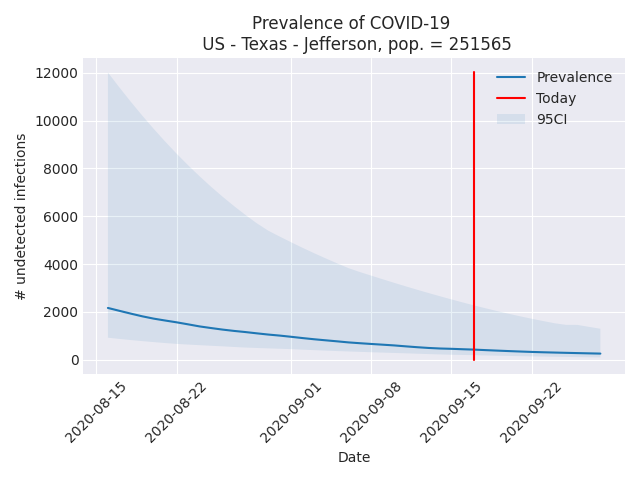 Prevalence of COVID-19
US - Texas - Jefferson, pop. = 251565
Prevalence
Today
95CI
# undetected infections
12000
10000
8000
6000
4000
2000
0
2020-08-15
2020-08-22
2020-09-01
2020-09-08
2020-09-15
2020-09-22
Date